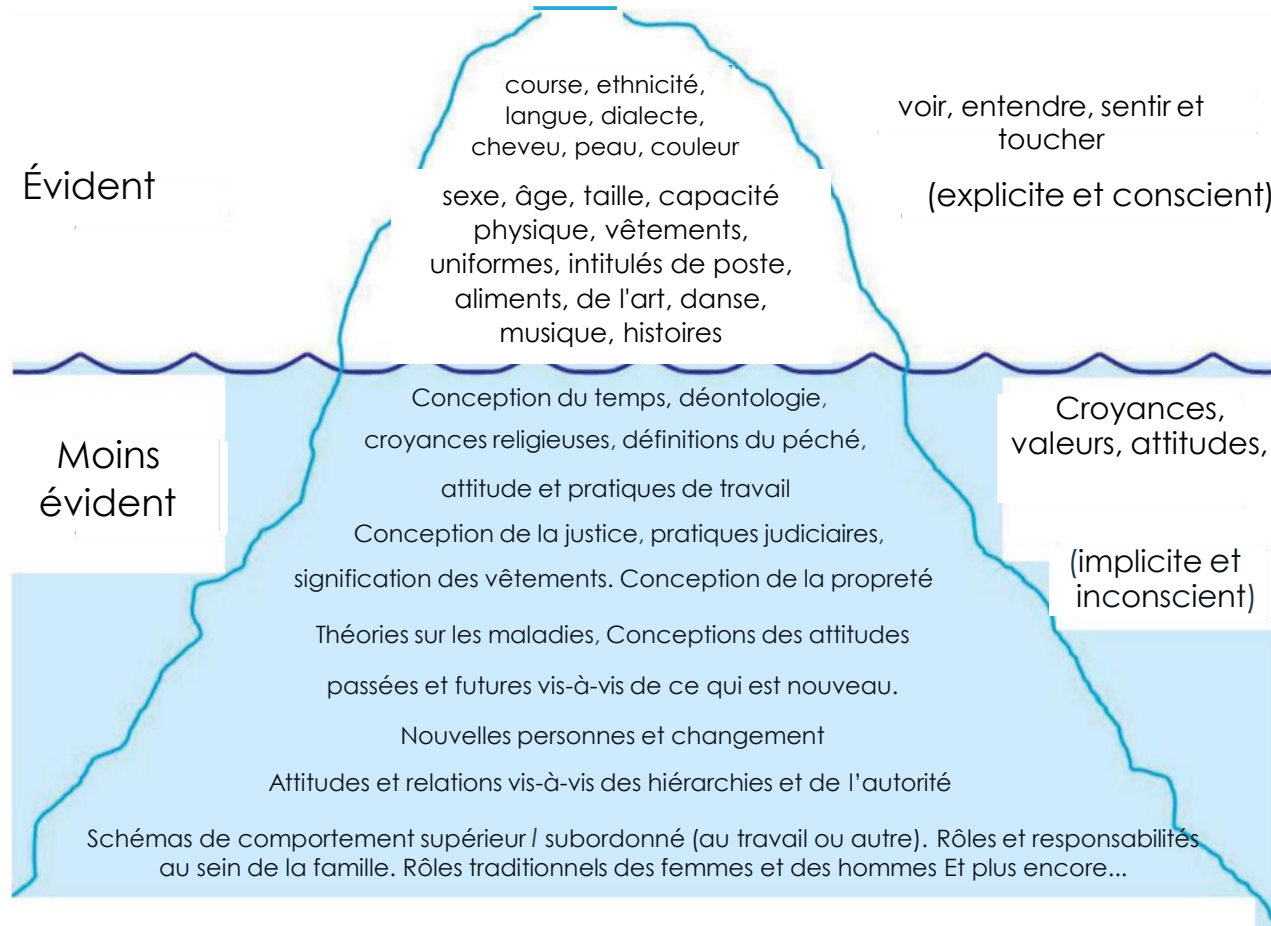 course, ethnicité,
langue, dialecte,
cheveu, peau, couleur
voir, entendre, sentir et
toucher
Évident
(explicite et conscient)
sexe, âge, taille, capacité
physique, vêtements,
uniformes, intitulés de poste,
aliments, de l'art, danse,
musique, histoires
Moins
évident
Conception du temps, déontologie,
croyances religieuses, définitions du péché,
attitude et pratiques de travail
Conception de la justice, pratiques judiciaires,
signification des vêtements. Conception de la propreté
Théories sur les maladies, Conceptions des attitudes
passées et futures vis-à-vis de ce qui est nouveau.
Nouvelles personnes et changement
Attitudes et relations vis-à-vis des hiérarchies et de l’autorité
Schémas de comportement supérieur / subordonné (au travail ou autre). Rôles et responsabilités
au sein de la famille. Rôles traditionnels des femmes et des hommes Et plus encore...
Croyances,
valeurs, attitudes,
(implicite et
inconscient)